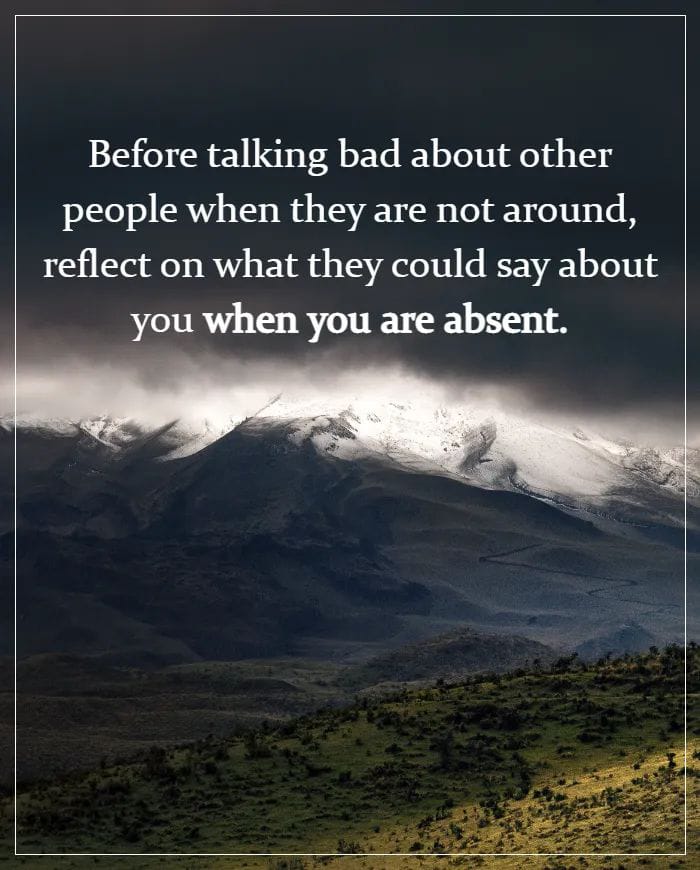 Before talking bad about other
people when they are not around,
reflect on what they could say about
you when you are absent.